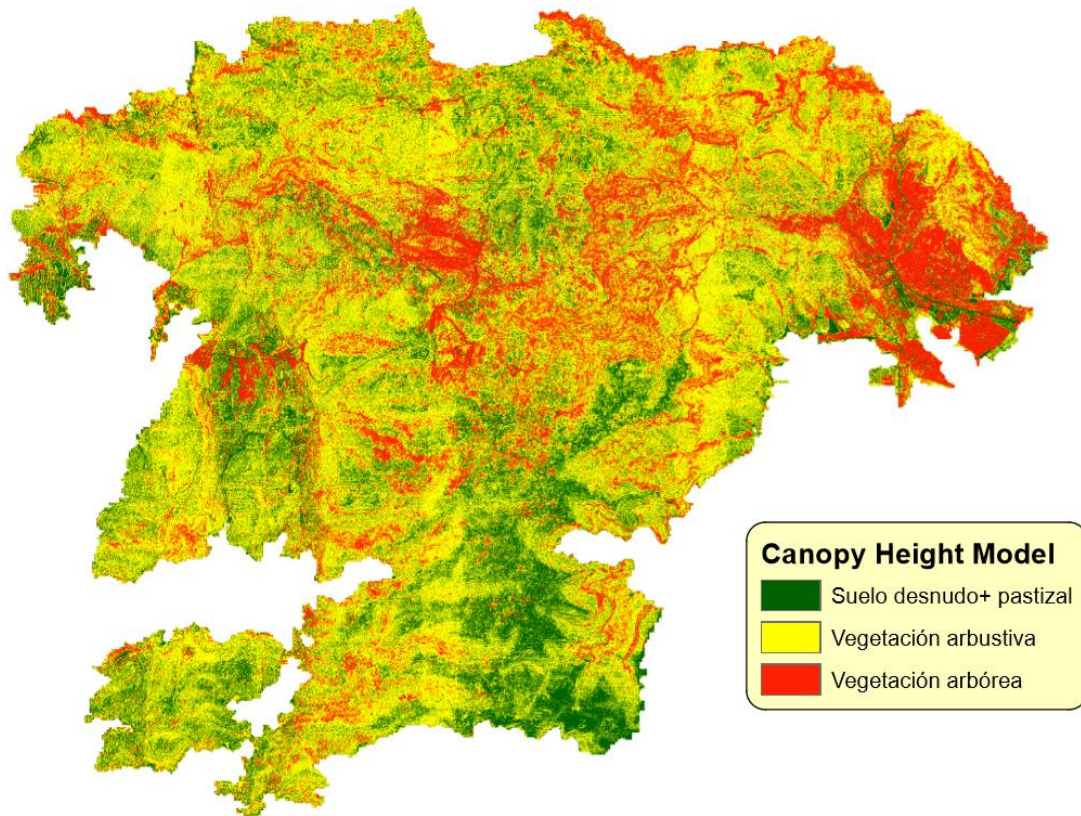 Canopy Height Model
Suelo desnudo+ pastizal
Vegetación arbustiva
Vegetación arbórea